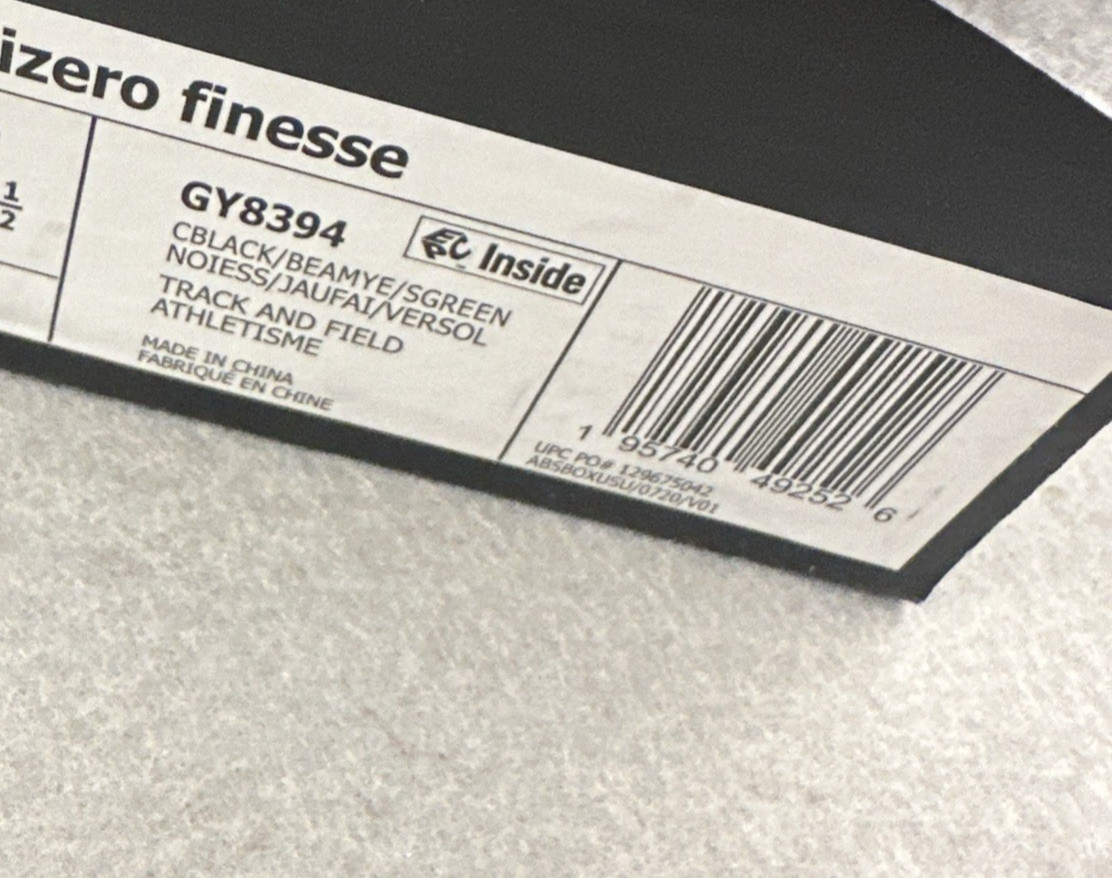 izero finesse
1/2
GY8394
Inside
CBLACK/BEAMYE/SGREEN
NOIESS/JAUFAI/VERSOL
TRACK AND FIELD
ATHLETISME
MADE IN CHINA
FABRIQUÉ EN CHINE
1 95740 49252 6
UPC PO# 129675042
ABSBOXUSU/0720/V01